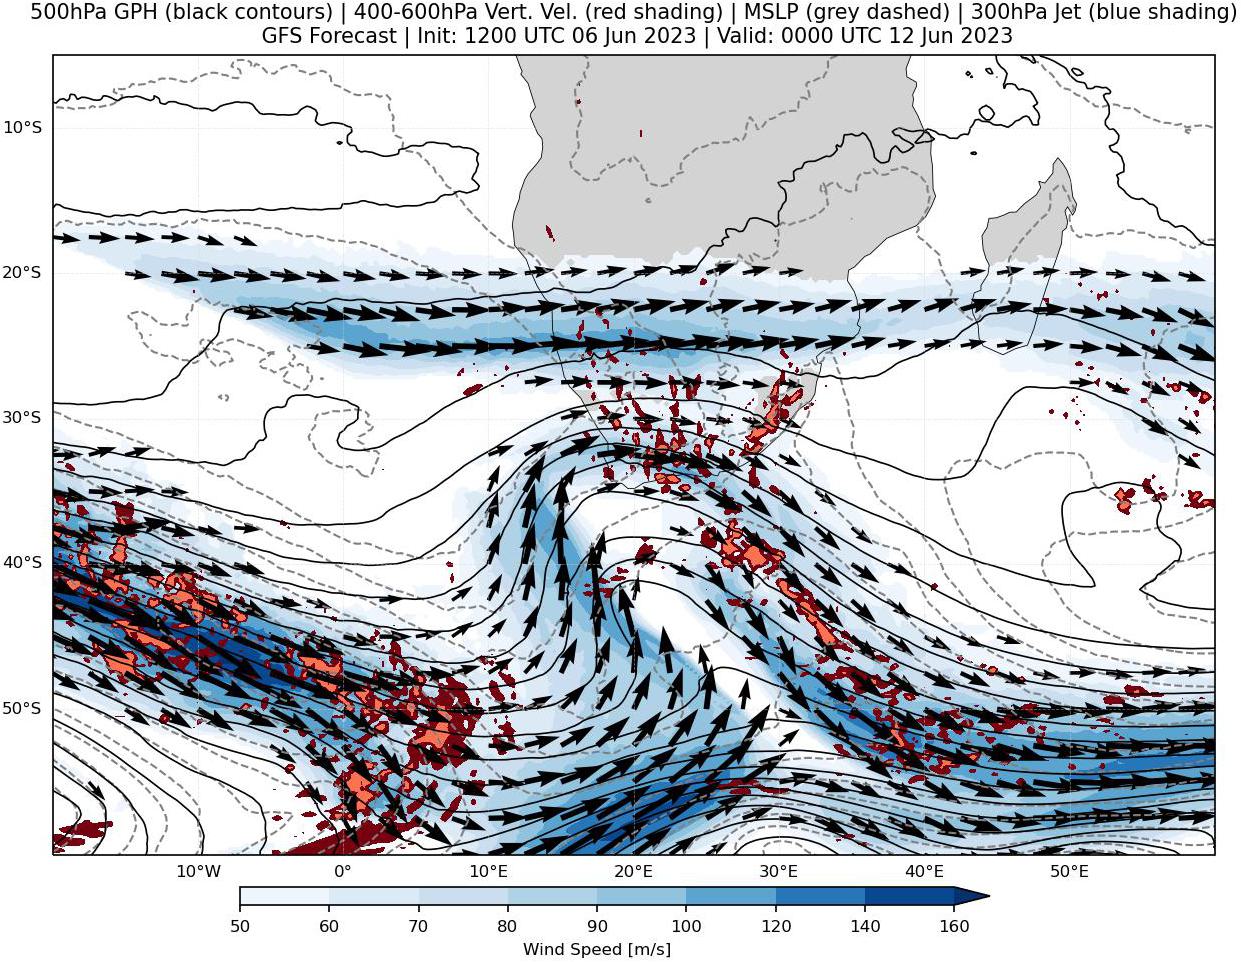 500hPa GPH (black contours) | 400-600hPa Vert. Vel. (red shading) | MSLP (grey dashed) | 300hPa Jet (blue shading)
GFS Forecast | Init: 1200 UTC 06 Jun 2023 | Valid: 0000 UTC 12 Jun 2023
10°S
20°S
30°S
40°S
50°S
10°W 0° 10°E 20°E 30°E 40°E 50°E
50 60 70 80 90 100 120 140 160
Wind Speed [m/s]